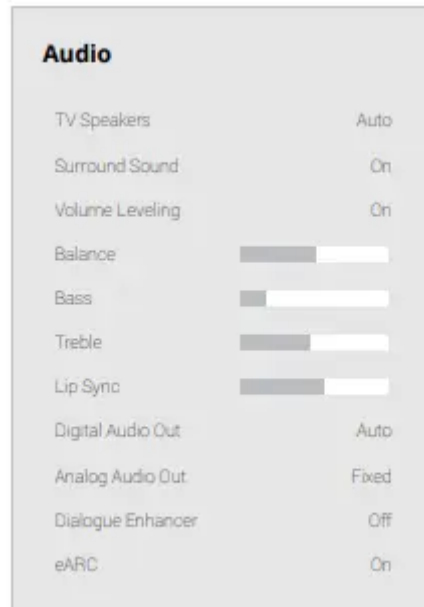 Audio
TV Speakers Auto
Surround Sound On
Volume Leveling On
Balance
Bass
Treble
Lip Sync
Digital Audio Out Auto
Analog Audio Out Fixed
Dialogue Enhancer Off
eARC On